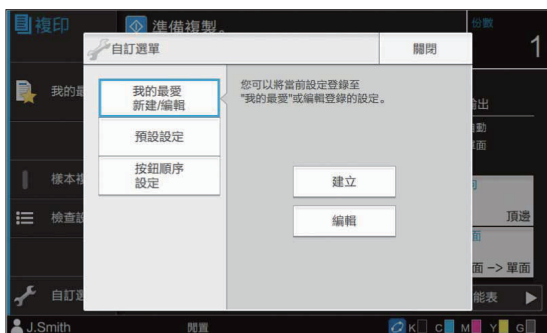 複印
準備複製。
份數
1
自訂選單
關閉
我的最愛
新建/編輯
預設設定
按鈕順序
設定
您可以將當前設定登錄至
"我的最愛"或編輯登錄的設定。
建立
編輯
我的
樣本
檢查
自訂
出
動
面
頂邊
面
面 -> 單面
能表
J.Smith
閒置
K
C
M
Y
G